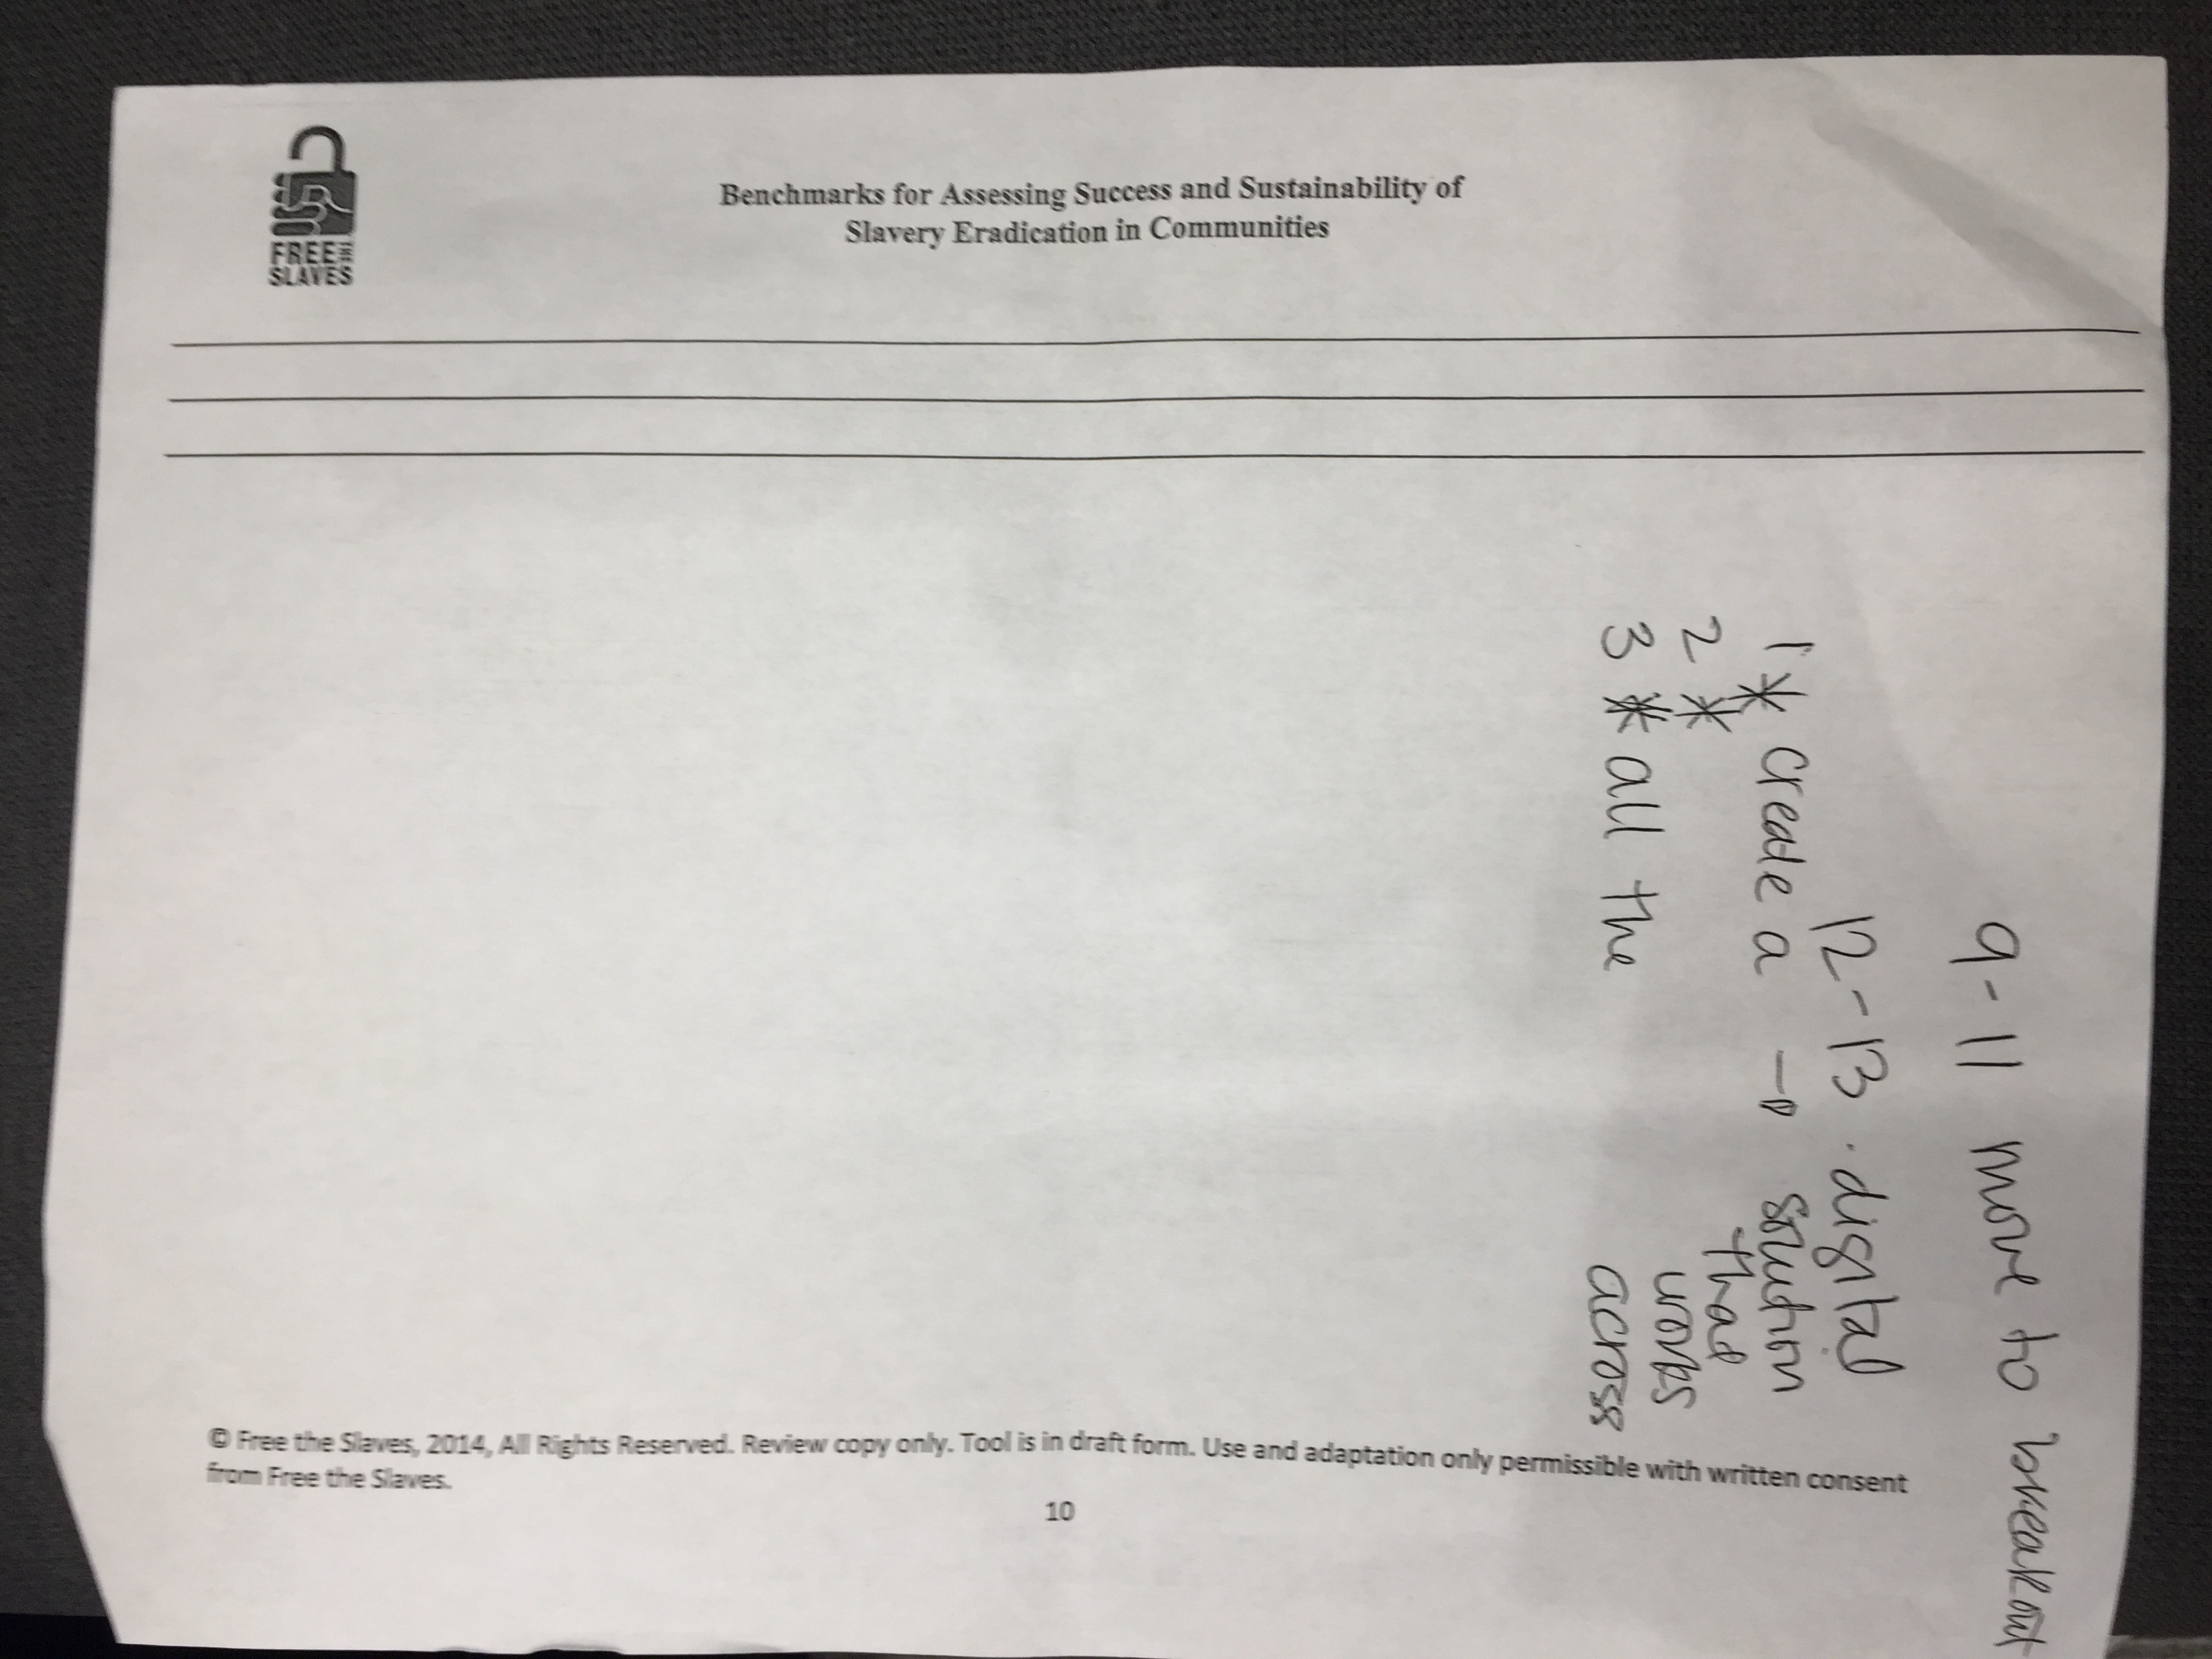 FREE THE
SLAVES
Benchmarks for Assessing Success and Sustainability of
Slavery Eradication in Communities
9-11 move to breakout
12-13 · digital
1 * create a → solution
2 * that
works
3 * all the across
© Free the Slaves, 2014, All Rights Reserved. Review copy only. Tool is in draft form. Use and adaptation only permissible with written consent
from Free the Slaves.
10